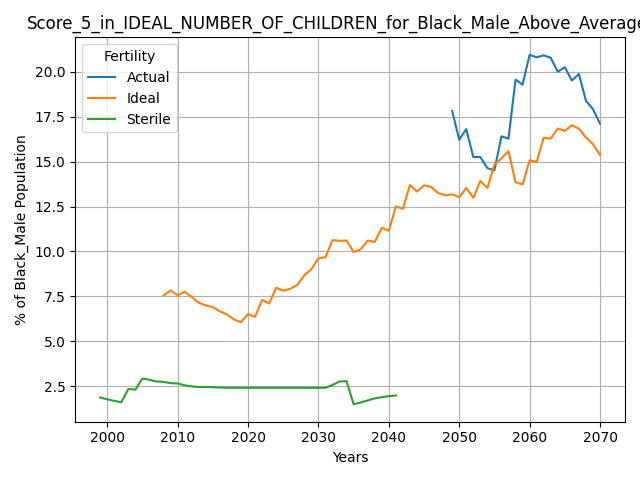 Score_5_in_IDEAL_NUMBER_OF_CHILDREN_for_Black_Male_Above_Average
Fertility
Actual
Ideal
Sterile
20.0
17.5
15.0
12.5
10.0
7.5
5.0
2.5
% of Black_Male Population
2000 2010 2020 2030 2040 2050 2060 2070
Years